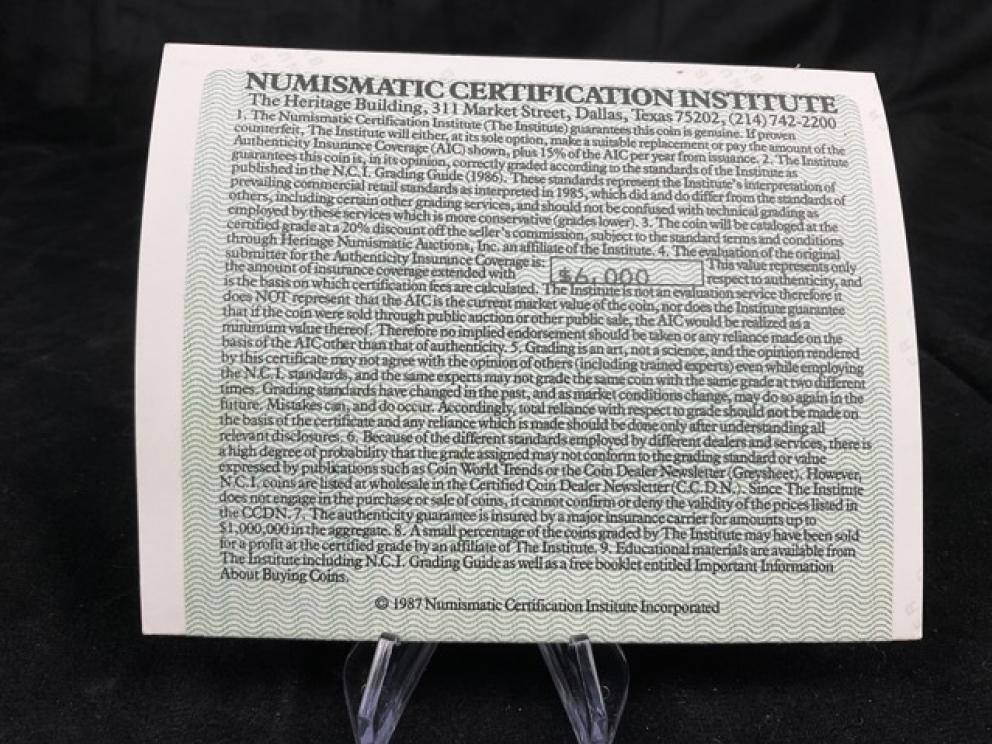 NUMISMATIC CERTIFICATION INSTITUTE
The Heritage Building, 311 Market Street, Dallas, Texas 75202, (214) 742-2200
1. The Numismatic Certification Institute (The Institute) guarantees this coin is genuine. If proven
counterfeit, The Institute will either, at its sole option, make a suitable replacement or pay the amount of the
Authenticity Insurance Coverage (AIC) shown, plus 15% of the AIC per year from issuance. 2. The Institute
guarantees this coin is, in its opinion, correctly graded according to the standards of the Institute as
published in the N.C.I. Grading Guide (1986). These standards represent the Institute's interpretation of
prevailing commercial retail standards as interpreted in 1985, which did and do differ from the standards of
others, including certain other grading services, and should not be confused with technical grading as
employed by these services which is more conservative (grades lower). 3. The coin will be cataloged at the
certified grade at a 20% discount off the seller's commission, subject to the standard terms and conditions
through Heritage Numismatic Auctions, Inc. an affiliate of the Institute. 4. The evaluation of the original
submitter for the Authenticity Insurance Coverage is: $6,000 This value represents only
the amount of insurance coverage extended with respect to authenticity, and
is the basis on which certification fees are calculated. The Institute is not an evaluation service therefore it
does NOT represent that the AIC is the current market value of the coin, nor does the Institute guarantee
that if the coin were sold through public auction or other public sale, the AIC would be realized as a
minimum value thereof. Therefore no implied endorsement should be taken or any reliance made on the
basis of the AIC other than that of authenticity. 5. Grading is an art, not a science, and the opinion rendered
by this certificate may not agree with the opinion of others (including trained experts) even while employing
the N.C.I. standards, and the same experts may not grade the same coin with the same grade at two different
times. Grading standards have changed in the past, and as market conditions change, may do so again in the
future. Mistakes can, and do occur. Accordingly, total reliance with respect to grade should not be made on
the basis of the certificate and any reliance which is made should be done only after understanding all
relevant disclosures. 6. Because of the different standards employed by different dealers and services, there is
a high degree of probability that the grade assigned may not conform to the grading standard or value
expressed by publications such as Coin World Trends or the Coin Dealer Newsletter (Greysheet). However,
N.C.I. coins are listed at wholesale in the Certified Coin Dealer Newsletter (C.C.D.N.). Since The Institute
does not engage in the purchase or sale of coins, it cannot confirm or deny the validity of the prices listed in
the CCDN. 7. The authenticity guarantee is insured by a major insurance carrier for amounts up to
$1,000,000 in the aggregate. 8. A small percentage of the coins graded by The Institute may have been sold
for a profit at the certified grade by an affiliate of The Institute. 9. Educational materials are available from
The Institute including N.C.I. Grading Guide as well as a free booklet entitled Important Information
About Buying Coins.
© 1987 Numismatic Certification Institute Incorporated